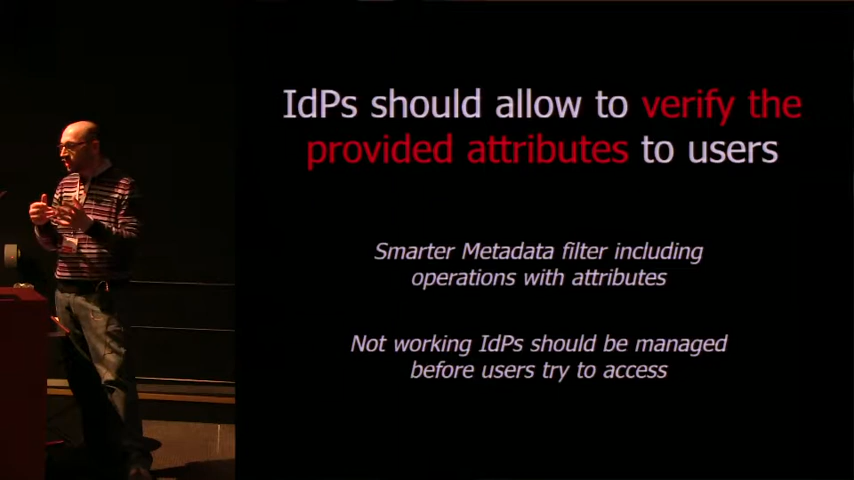 IdPs should allow to verify the
provided attributes to users
Smarter Metadata filter including
operations with attributes
Not working IdPs should be managed
before users try to access